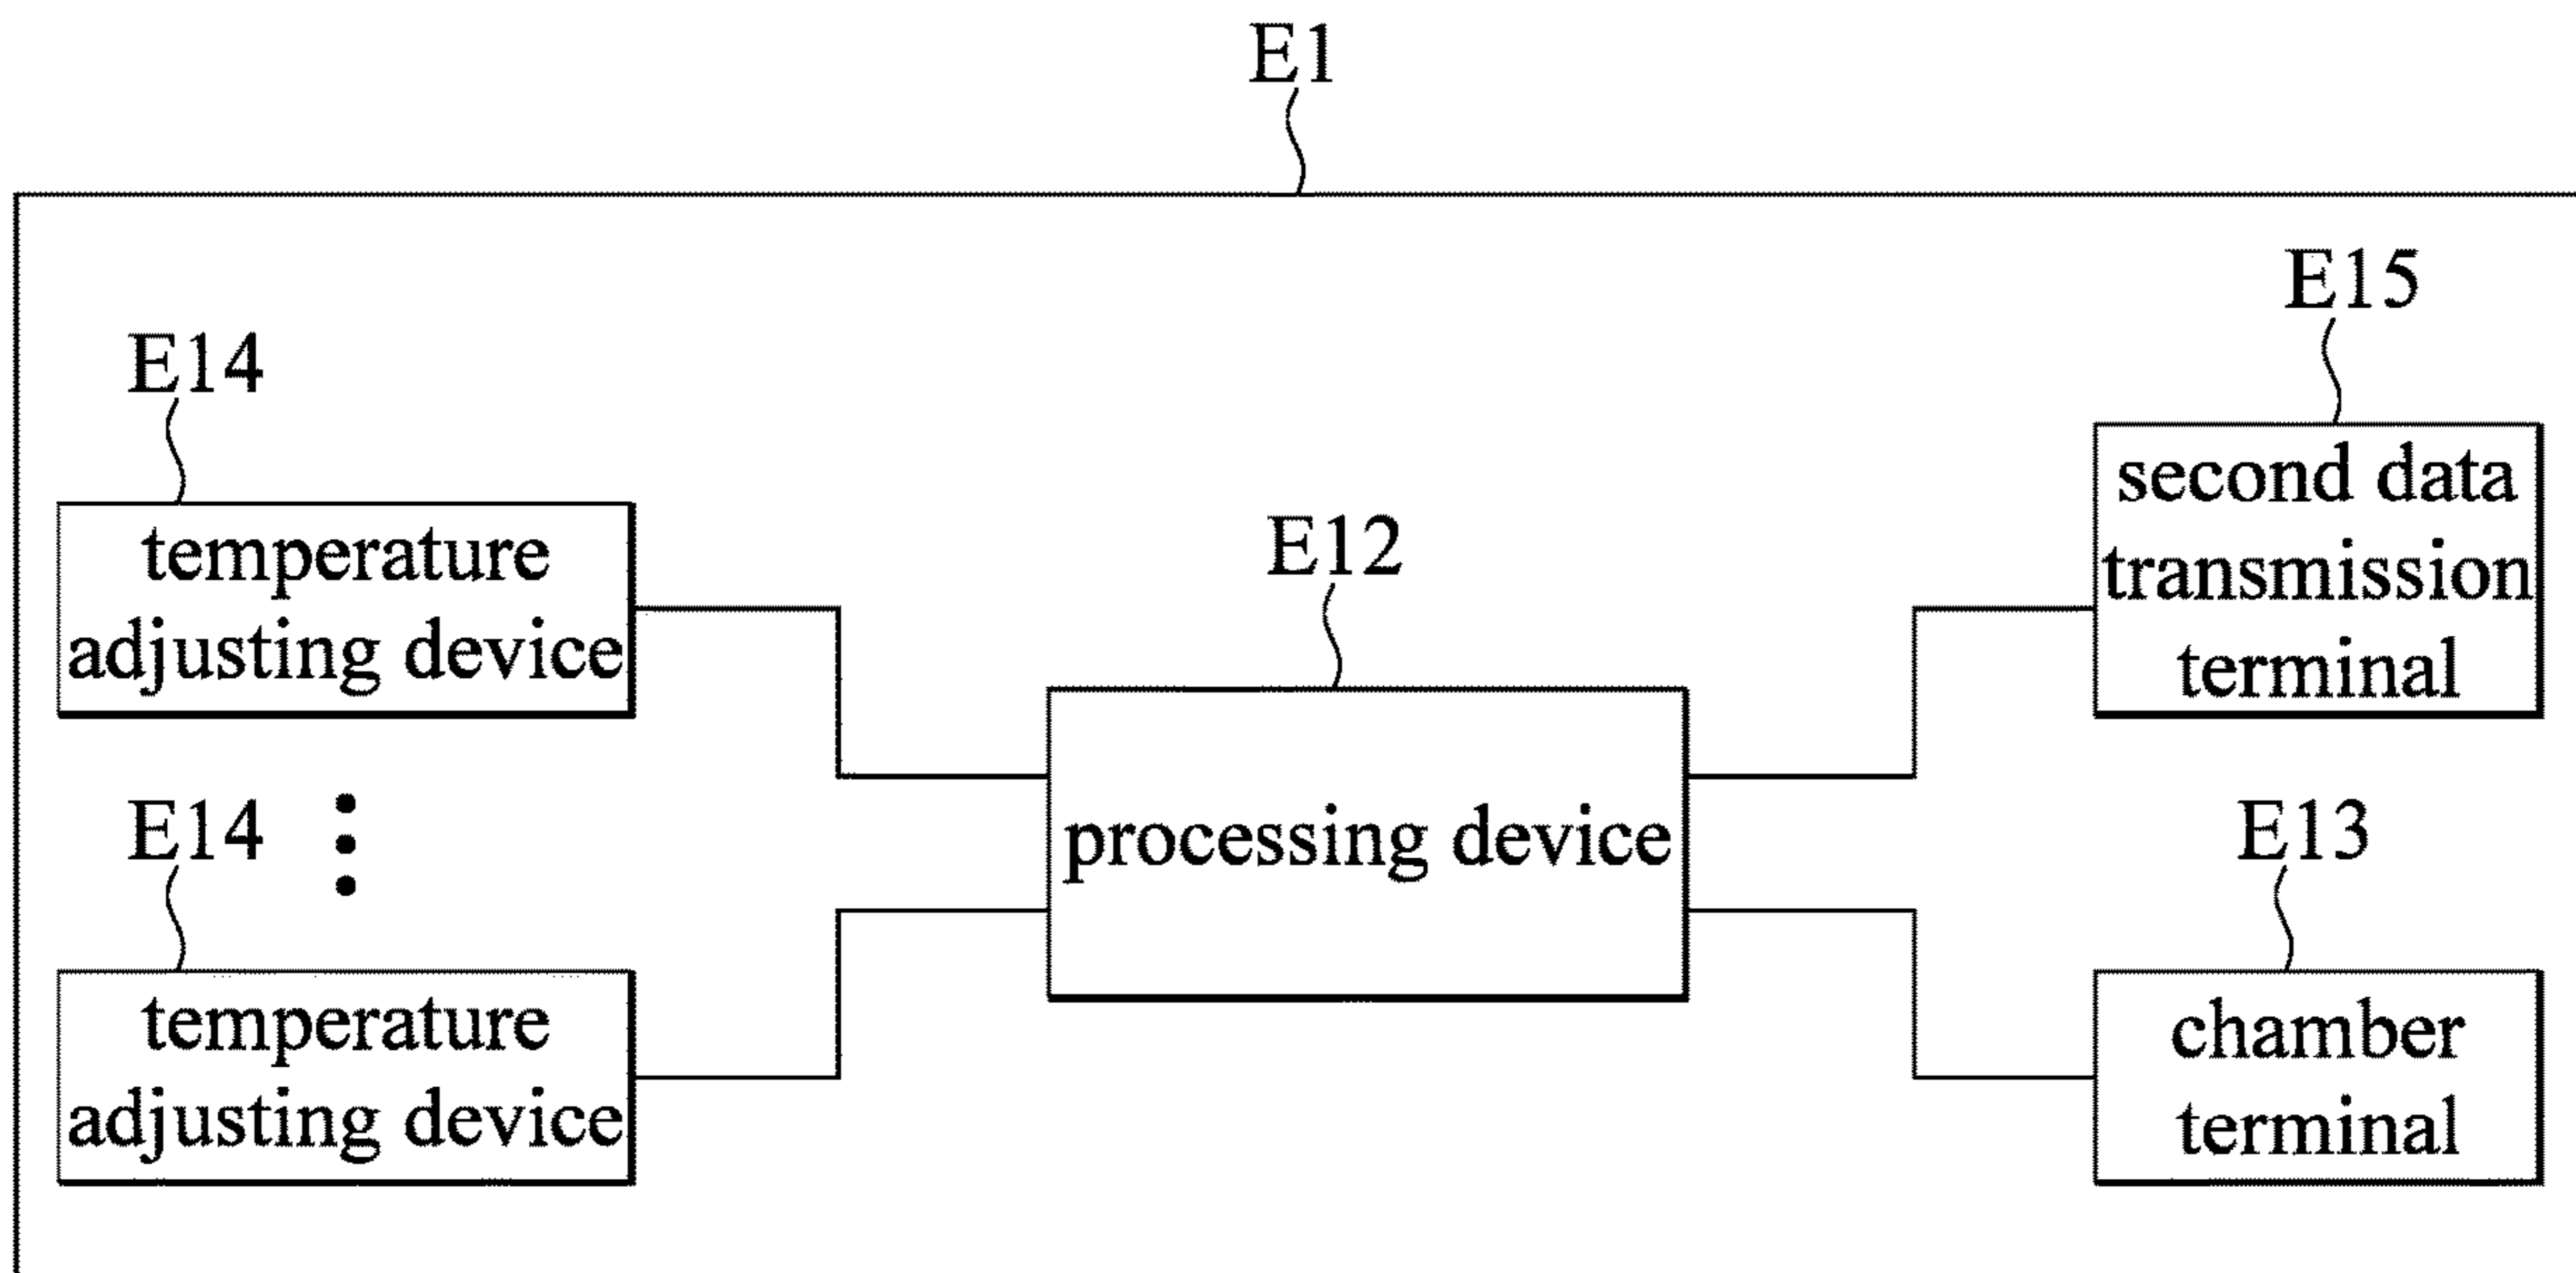 E1
E14
temperature
adjusting device
E14
temperature
adjusting device
E12
processing device
E15
second data
transmission
terminal
E13
chamber
terminal